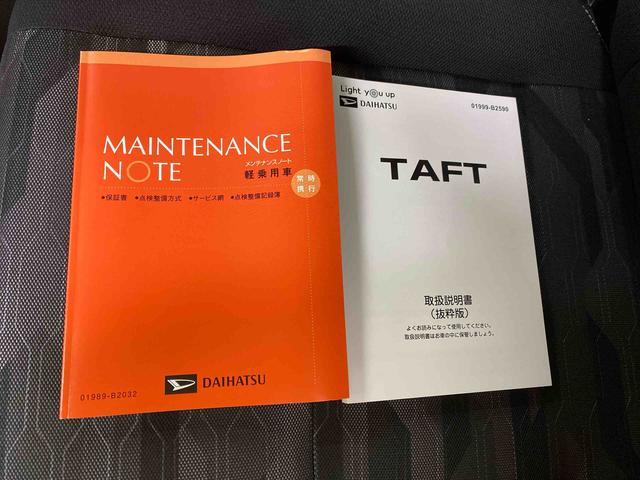 MAINTENANCE
NOTE
メンテナンスノート
軽乗用車
常時
携行
●保証書 ●点検整備方式 ●サービス網 ●点検整備記録簿
DAIHATSU
01989-B2032
Light you up
DAIHATSU
01999-B2590
TAFT
取扱説明書
（抜粋版）
よくお読みになって使用してください。
取扱説明書はお車の中に保管しましょう。